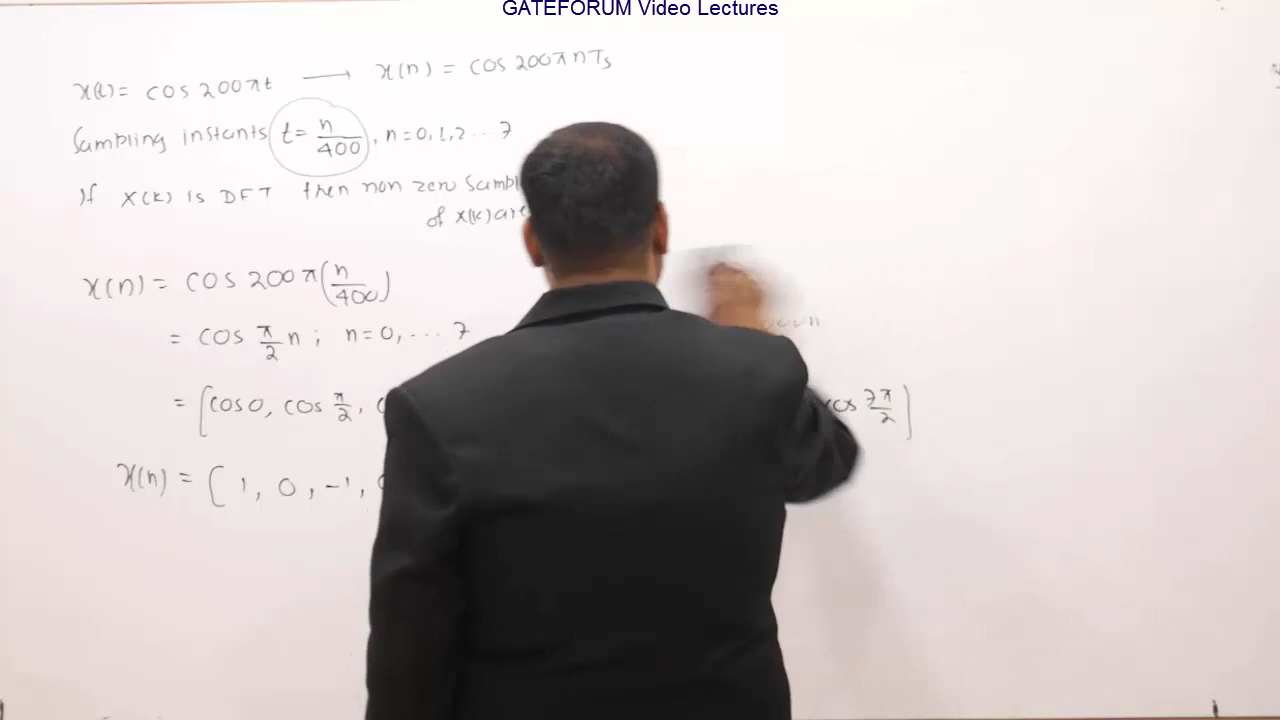 GATEFORUM Video Lectures
x(t) = cos 200πt → x(n) = cos 200πnTs
Sampling instants t = n/400, n = 0, 1, 2 ... 7
If X(k) is DFT then non zero Sampl
of X(k) are
x(n) = cos 200π(n/400)
= cos π/2 n ; n = 0, ... 7
= [cos 0, cos π/2, cos 7π/2]
x(n) = [1, 0, -1,